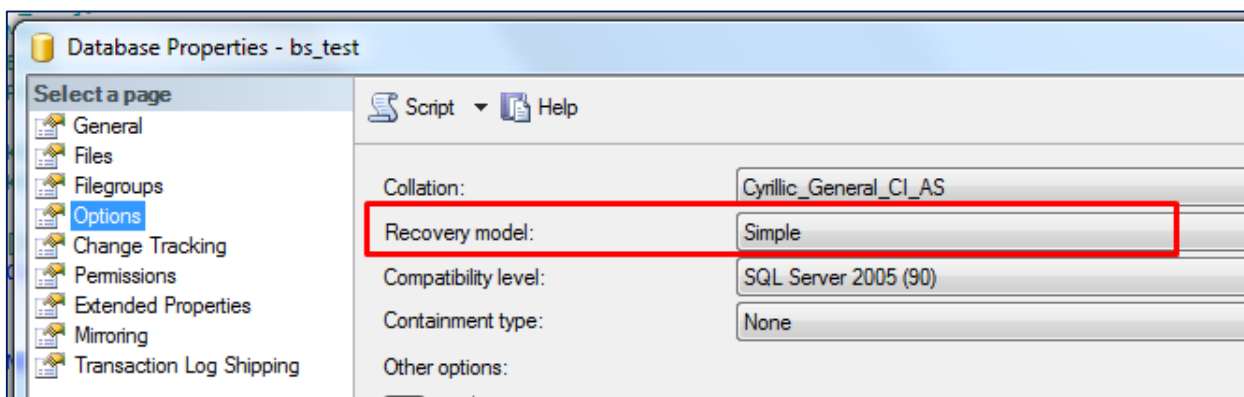 Database Properties - bs_test
Select a page
General
Files
Filegroups
Options
Change Tracking
Permissions
Extended Properties
Mirroring
Transaction Log Shipping
Script Help
Collation: Cyrillic_General_CI_AS
Recovery model: Simple
Compatibility level: SQL Server 2005 (90)
Containment type: None
Other options: